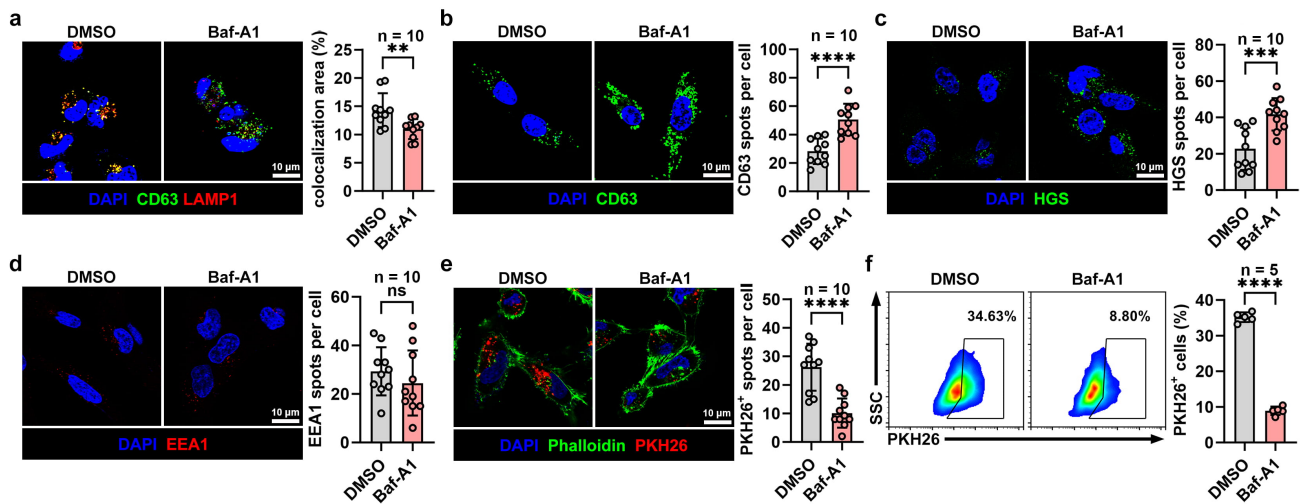 a
DMSO
Baf-A1
10 µm
DAPI CD63 LAMP1
colocalization area (%)
n = 10
**
25
20
15
10
5
0
DMSO
Baf-A1
b
DMSO
Baf-A1
10 µm
DAPI CD63
CD63 spots per cell
n = 10
****
80
60
40
20
0
DMSO
Baf-A1
c
DMSO
Baf-A1
10 µm
DAPI HGS
HGS spots per cell
n = 10
***
80
60
40
20
0
DMSO
Baf-A1
d
DMSO
Baf-A1
10 µm
DAPI EEA1
EEA1 spots per cell
n = 10
ns
60
40
20
0
DMSO
Baf-A1
e
DMSO
Baf-A1
10 µm
DAPI Phalloidin PKH26
PKH26⁺ spots per cell
n = 10
****
50
40
30
20
10
0
DMSO
Baf-A1
f
DMSO
Baf-A1
34.63%
8.80%
SSC
PKH26
PKH26⁺ cells (%)
n = 5
****
40
30
20
10
0
DMSO
Baf-A1